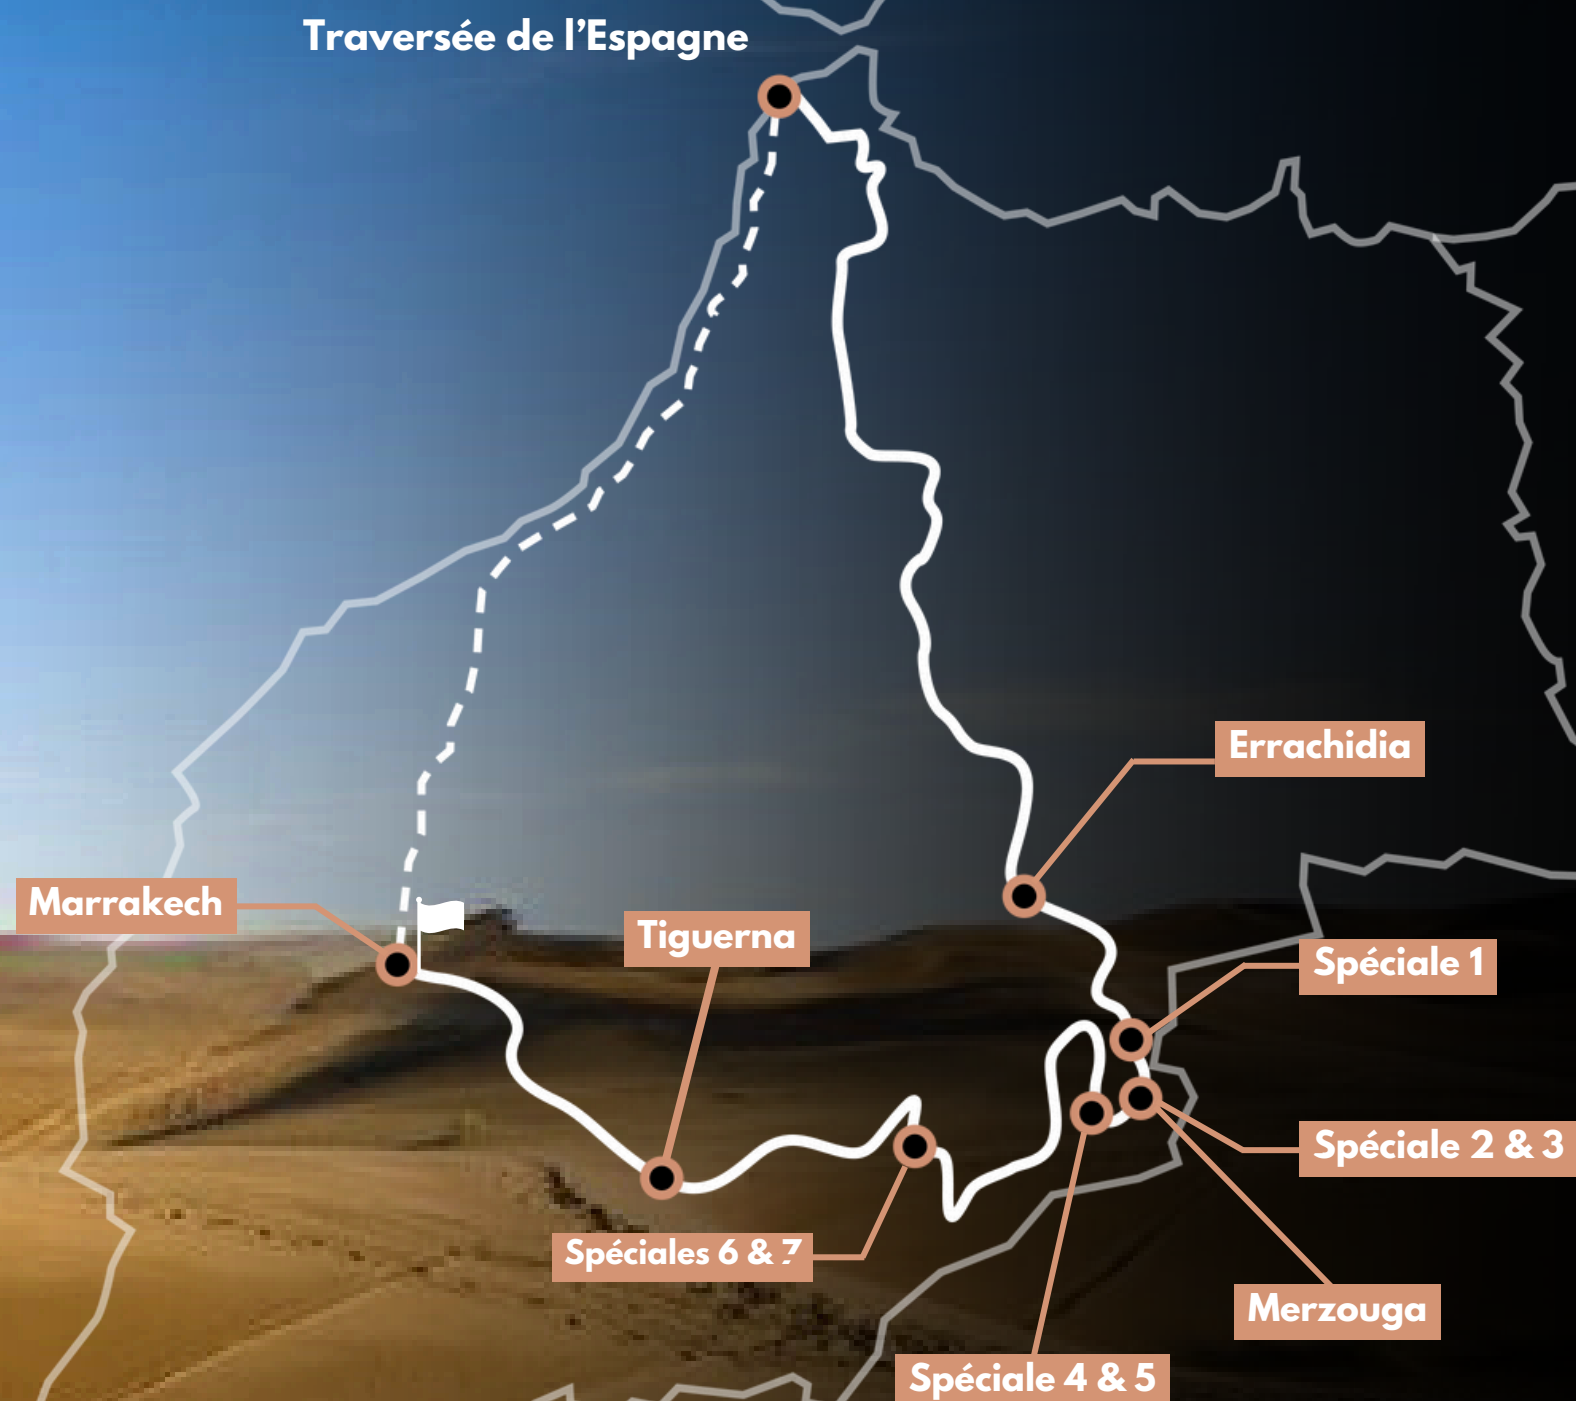 Traversée de l’Espagne
Errachidia
Marrakech
Tiguerna
Spéciale 1
Spéciale 2 & 3
Spéciales 6 & 7
Merzouga
Spéciale 4 & 5